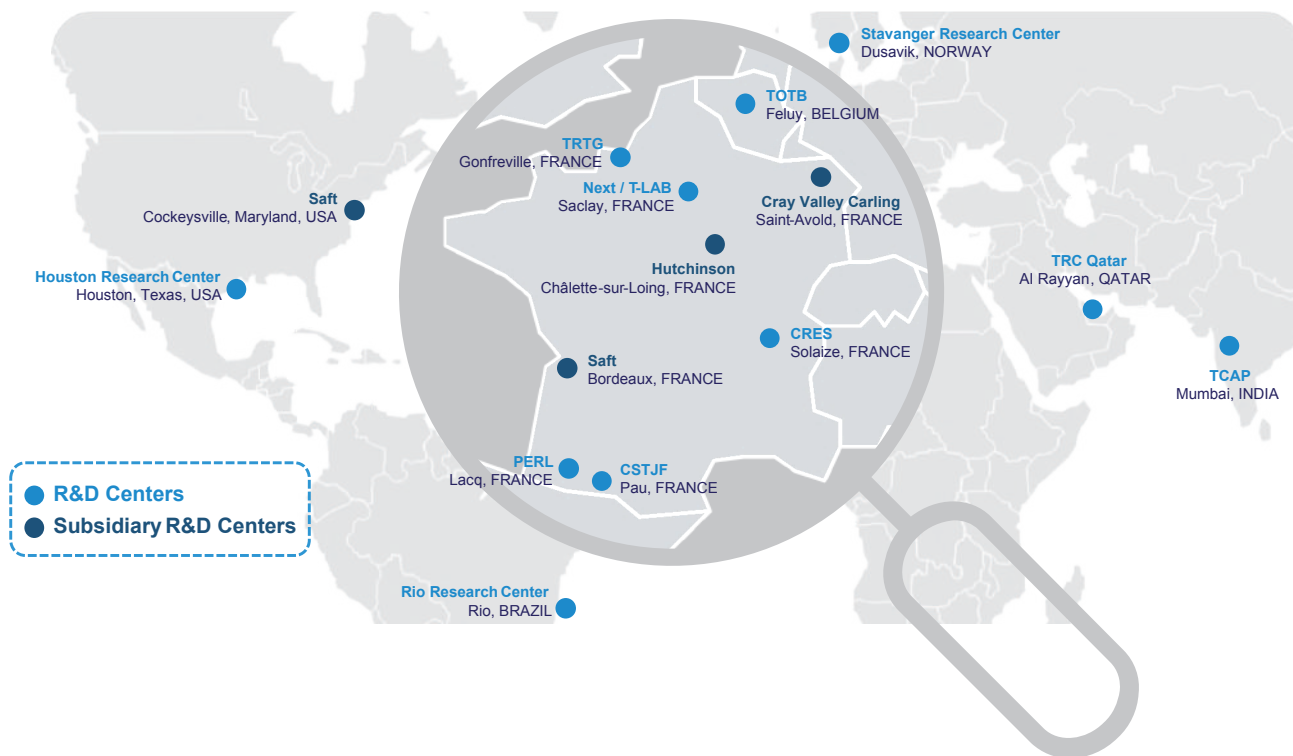 Stavanger Research Center
Dusavik, NORWAY
TOTB
Feluy, BELGIUM
TRTG
Gonfreville, FRANCE
Next / T-LAB
Saclay, FRANCE
Cray Valley Carling
Saint-Avold, FRANCE
Saft
Cockeysville, Maryland, USA
Hutchinson
Châlette-sur-Loing, FRANCE
Houston Research Center
Houston, Texas, USA
TRC Qatar
Al Rayyan, QATAR
CRES
Solaize, FRANCE
Saft
Bordeaux, FRANCE
TCAP
Mumbai, INDIA
PERL
Lacq, FRANCE
CSTJF
Pau, FRANCE
R&D Centers
Subsidiary R&D Centers
Rio Research Center
Rio, BRAZIL